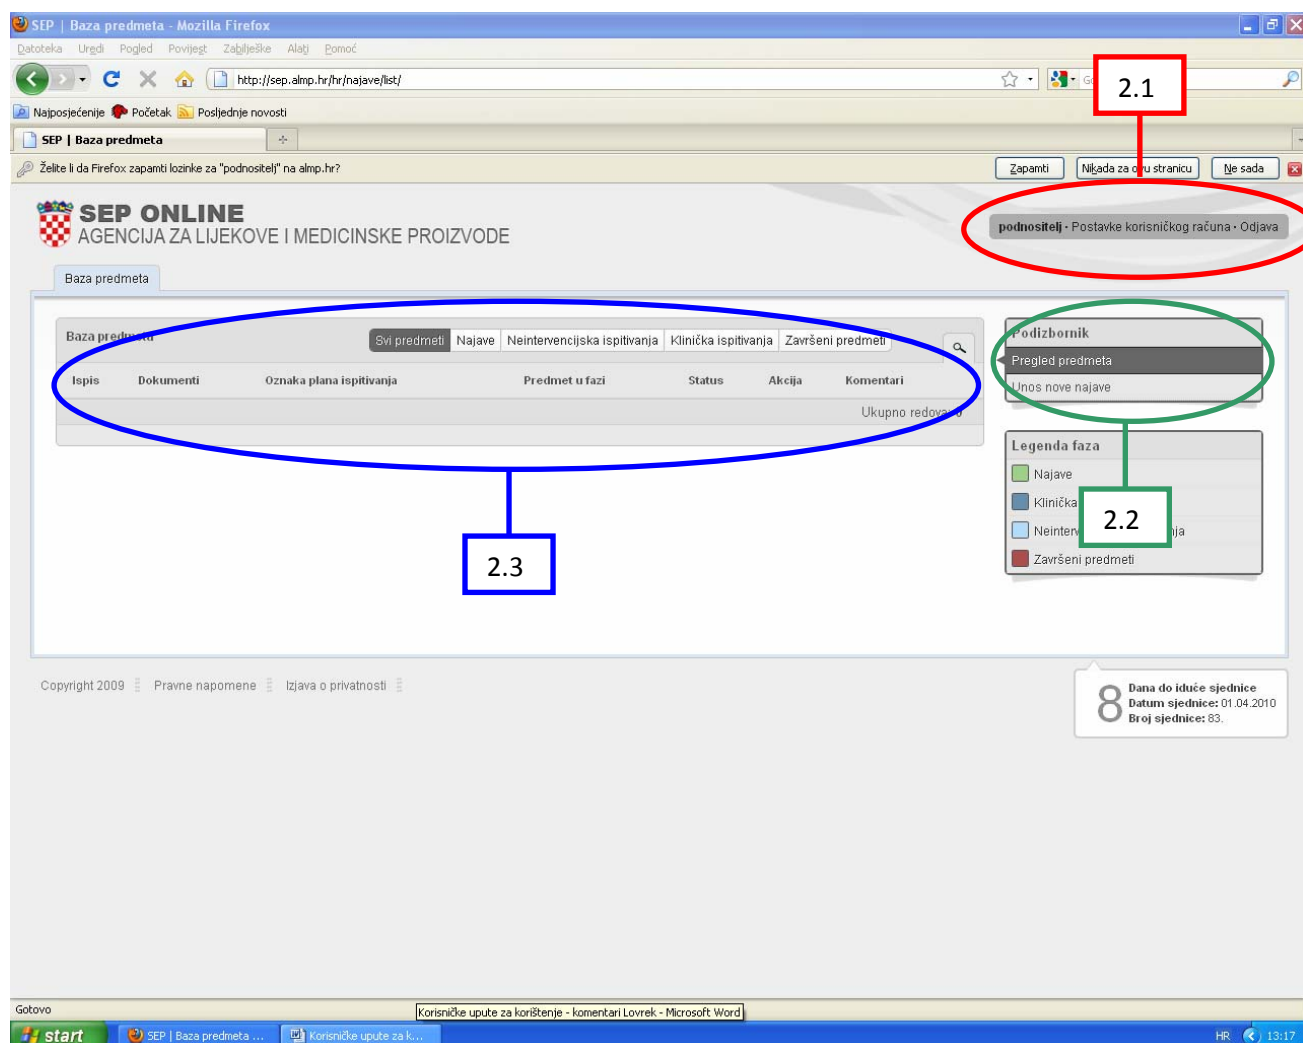 SEP | Baza predmeta - Mozilla Firefox
Datoteka Uredi Pogled Povijest Zabilješke Alati Pomoć
http://sep.almp.hr/hr/najave/list/
2.1
Najposjećenije Početak Posljednje novosti
SEP | Baza predmeta
Želite li da Firefox zapamti lozinke za "podnositelj" na almp.hr? Zapamti Nikada za ovu stranicu Ne sada
SEP ONLINE
AGENCIJA ZA LIJEKOVE I MEDICINSKE PROIZVODE
podnositelj • Postavke korisničkog računa • Odjava
Baza predmeta
Baza predmeta Svi predmeti Najave Neintervencijska ispitivanja Klinička ispitivanja Završeni predmeti
Ispis Dokumenti Oznaka plana ispitivanja Predmet u fazi Status Akcija Komentari
Ukupno redova: 0
Podizbornik
Pregled predmeta
Unos nove najave
Legenda faza
Najave
Klinička
2.2
Završeni predmeti
2.3
Copyright 2009 Pravne napomene Izjava o privatnosti
8 Dana do iduće sjednice
Datum sjednice: 01.04.2010
Broj sjednice: 83.
Gotovo
Korisničke upute za korištenje - komentari Lovrek - Microsoft Word
start SEP | Baza predmeta ... Korisničke upute za k... HR 13:17